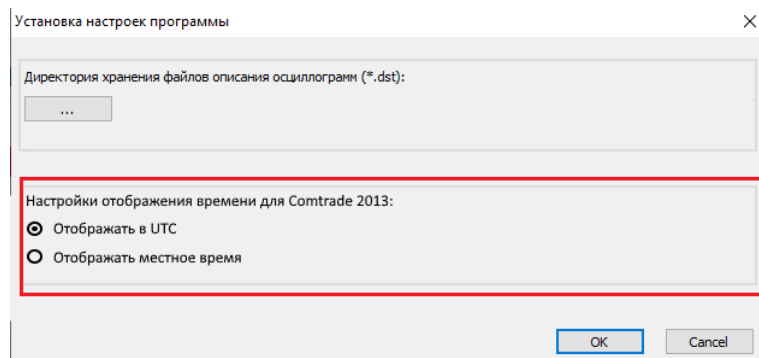 Установка настроек программы
Директория хранения файлов описания осциллограмм (*.dst):
...
Настройки отображения времени для Comtrade 2013:
Отображать в UTC
Отображать местное время
OK Cancel